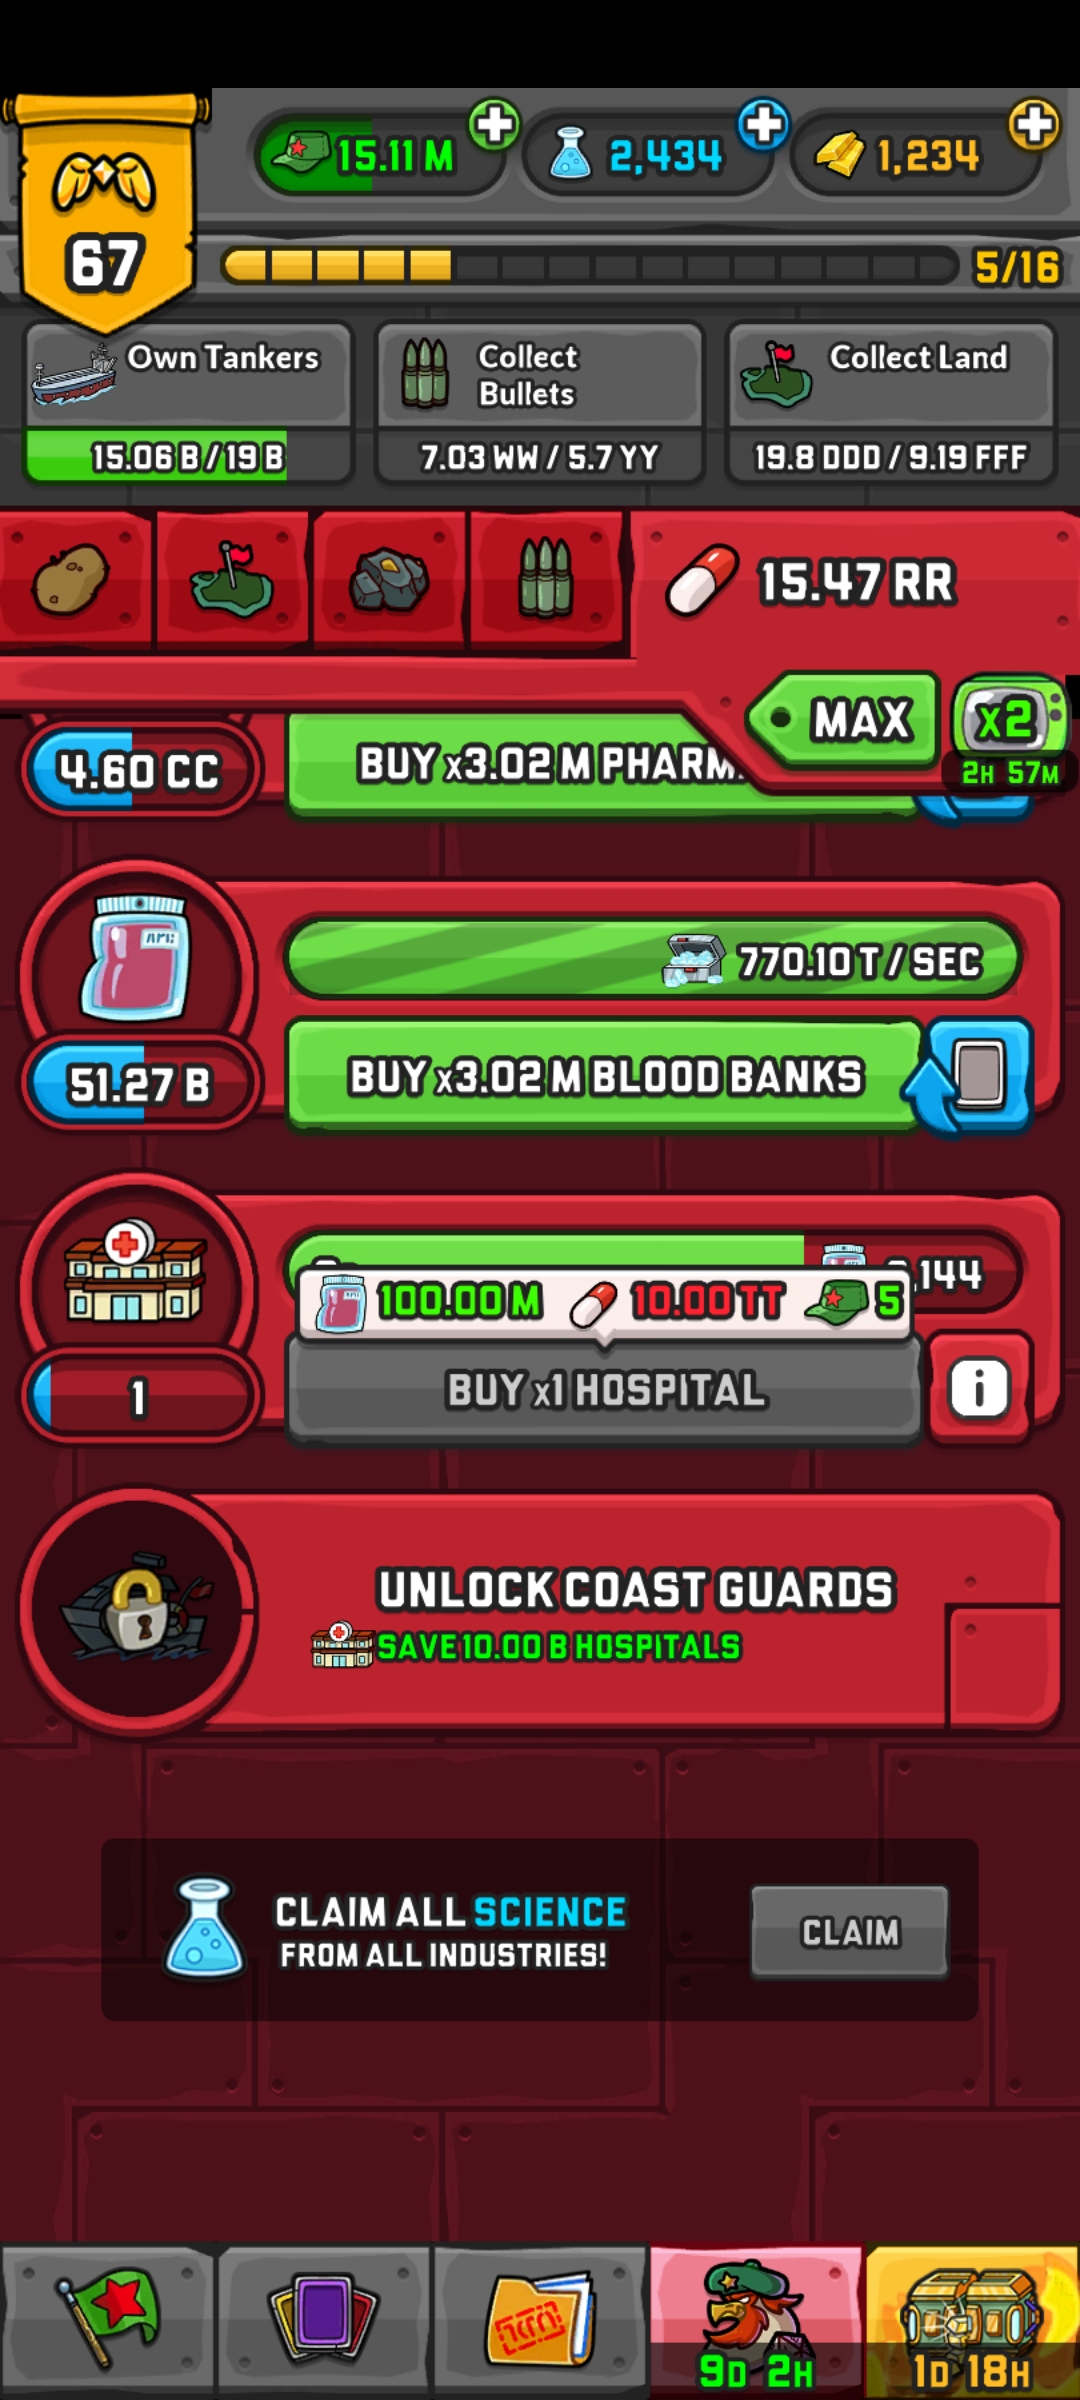 15.11 M
2,434
1,234
67
5/16
Own Tankers
15.06 B / 19 B
Collect
Bullets
7.03 WW / 5.7 YY
Collect Land
19.8 DDD / 9.19 FFF
15.47 RR
MAX
x2
2H 57M
4.60 CC
BUY x3.02 M PHARM
770.10 T / SEC
51.27 B
BUY x3.02 M BLOOD BANKS
,144
100.00 M
10.00 TT
5
1
BUY x1 HOSPITAL
i
UNLOCK COAST GUARDS
SAVE 10.00 B HOSPITALS
CLAIM ALL SCIENCE
FROM ALL INDUSTRIES!
CLAIM
9D 2H
1D 18H